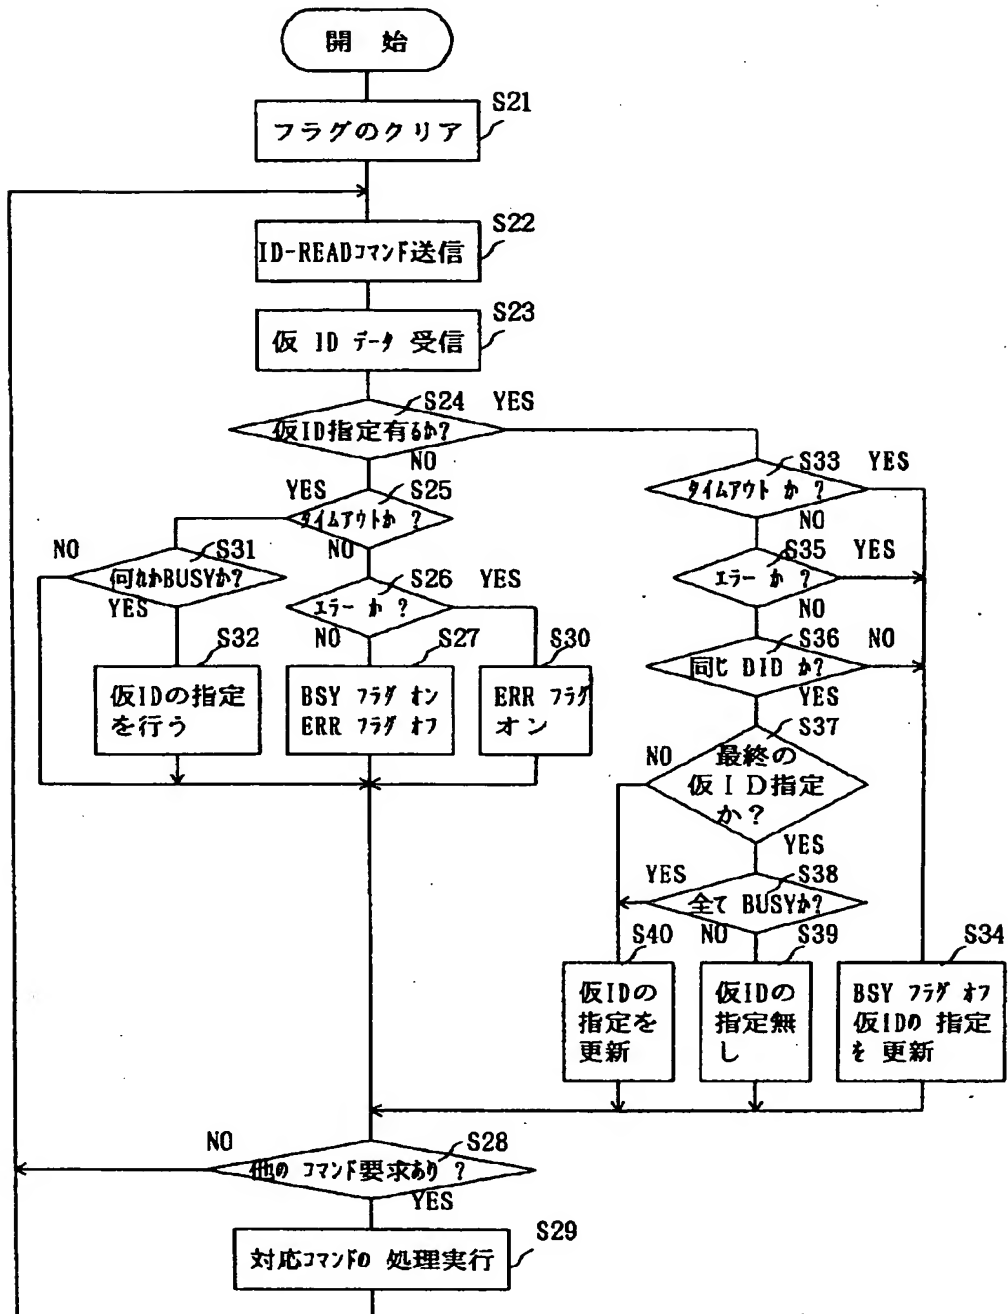 開 始
S21
フラグのクリア
S22
ID-READコマンド送信
S23
仮 ID データ 受信
S24
YES
仮ID指定有るか?
NO
S25
YES
タイムアウトか ?
NO
S31
NO
何れかBUSYか?
YES
S26
YES
エラー か ?
NO
S32
仮IDの指定
を行う
S27
BSY フラグ オン
ERR フラグ オフ
S30
ERR フラグ
オン
S33
YES
タイムアウト か ?
NO
S35
YES
エラー か ?
NO
S36
NO
同じ DID か?
YES
S37
NO
最終の
仮ID指定
か?
YES
S38
YES
全て BUSYか?
NO
S40
仮IDの
指定を
更新
S39
仮IDの
指定無
し
S34
BSY フラグ オフ
仮IDの 指定
を 更新
S28
NO
他の コマンド要求あり ?
YES
S29
対応コマンドの 処理実行